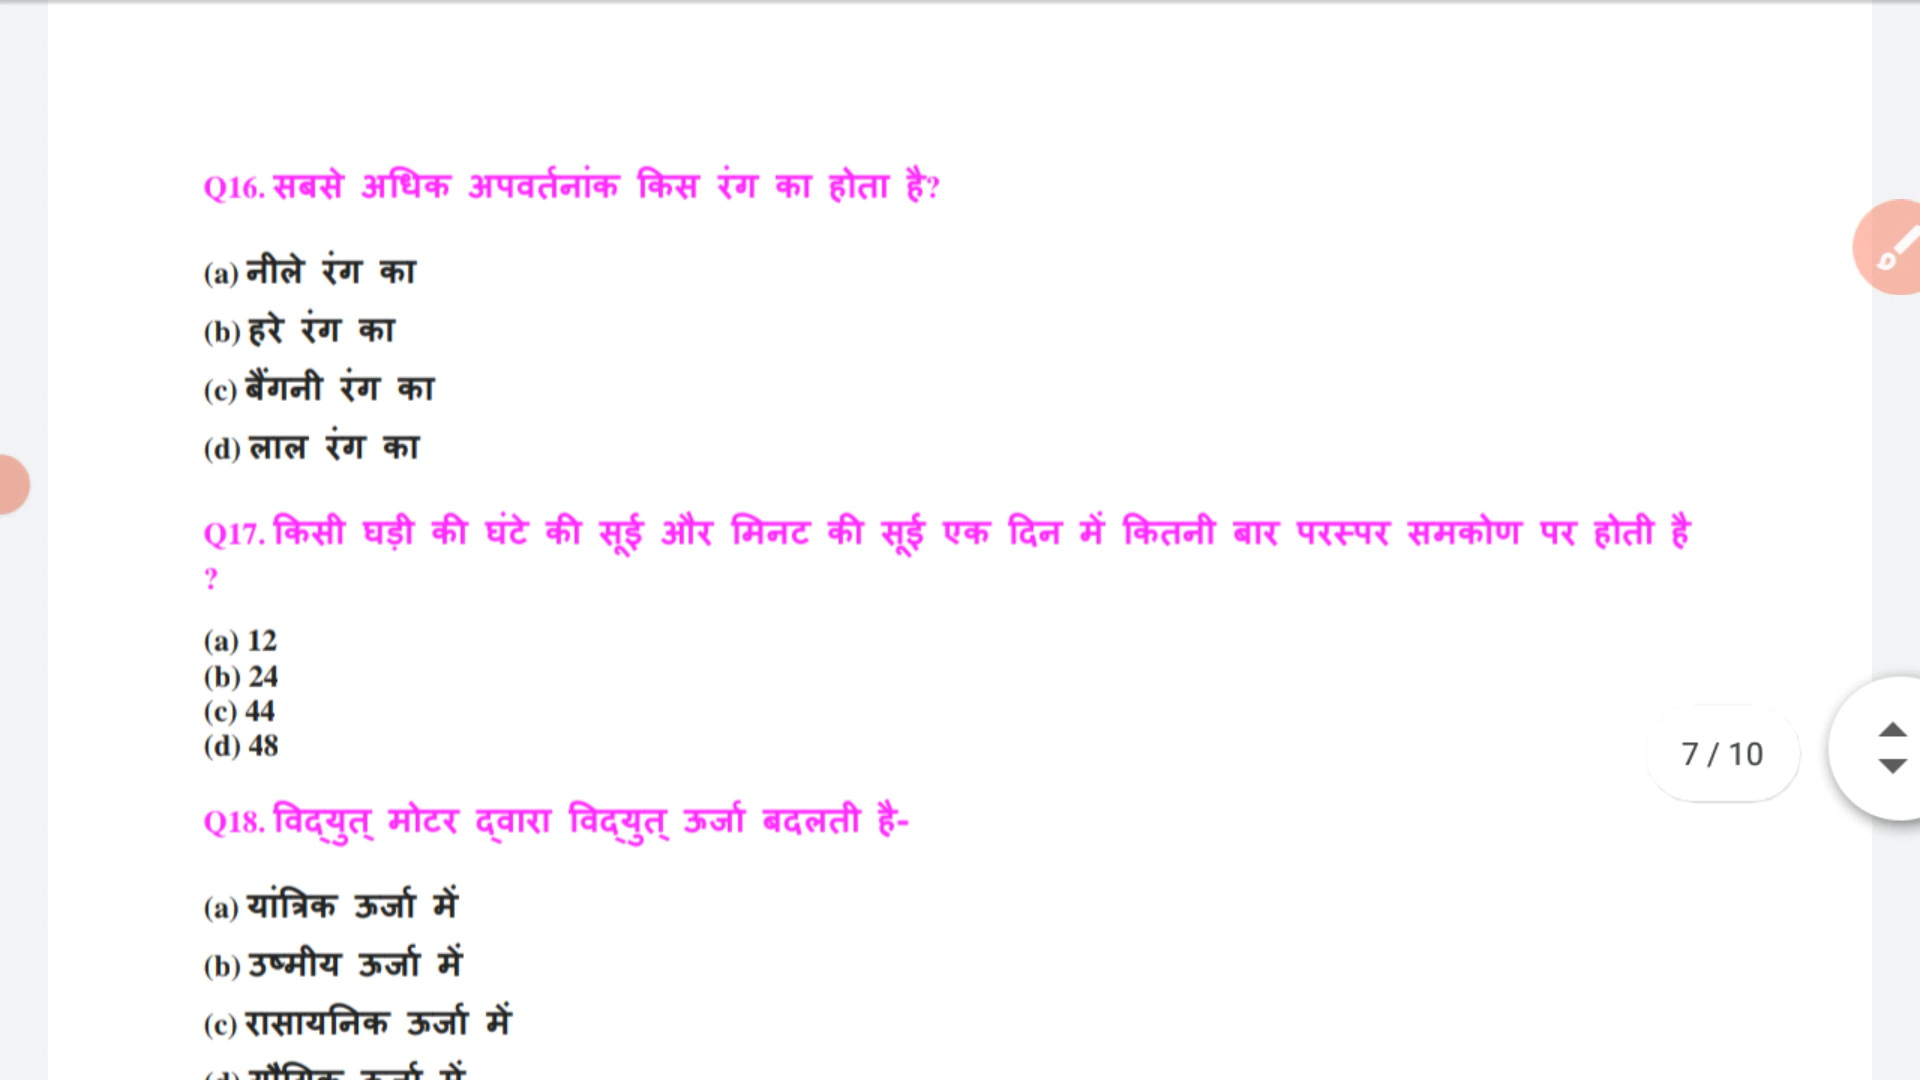 Q16. सबसे अधिक अपवर्तनांक किस रंग का होता है?
(a) नीले रंग का
(b) हरे रंग का
(c) बैंगनी रंग का
(d) लाल रंग का
Q17. किसी घड़ी की घंटे की सूई और मिनट की सूई एक दिन में कितनी बार परस्पर समकोण पर होती है
?
(a) 12
(b) 24
(c) 44
(d) 48
7 / 10
Q18. विद्युत् मोटर द्वारा विद्युत् ऊर्जा बदलती है-
(a) यांत्रिक ऊर्जा में
(b) उष्मीय ऊर्जा में
(c) रासायनिक ऊर्जा में